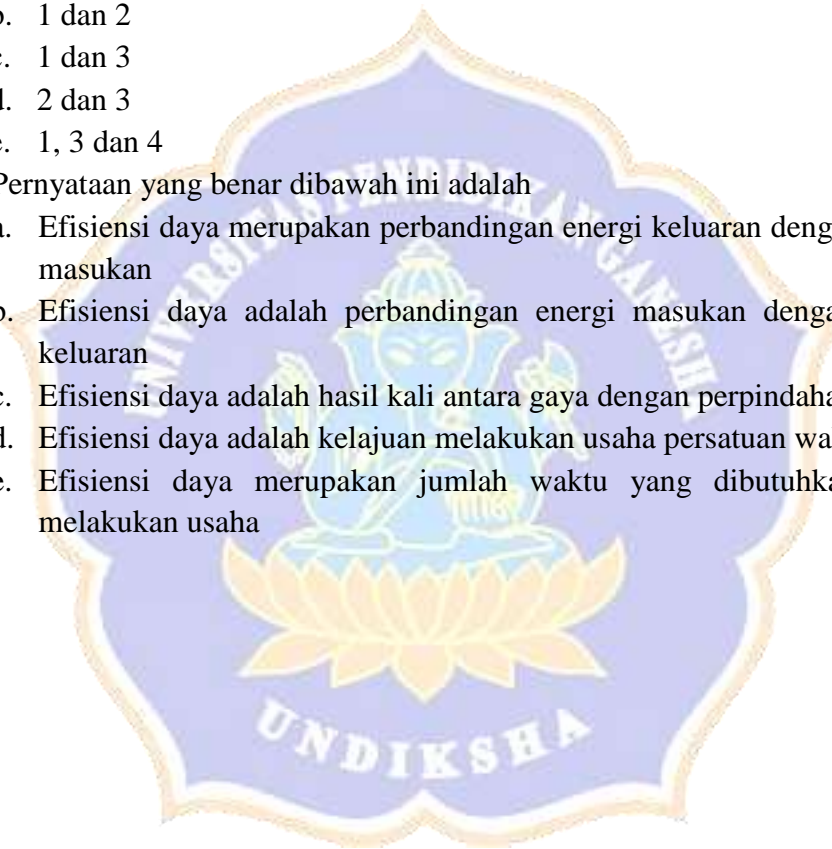 b. 1 dan 2
c. 1 dan 3
d. 2 dan 3
e. 1, 3 dan 4
Pernyataan yang benar dibawah ini adalah
a. Efisiensi daya merupakan perbandingan energi keluaran deng
masukan
b. Efisiensi daya adalah perbandingan energi masukan denga
keluaran
c. Efisiensi daya adalah hasil kali antara gaya dengan perpindaha
d. Efisiensi daya adalah kelajuan melakukan usaha persatuan wa
e. Efisiensi daya merupakan jumlah waktu yang dibutuhka
melakukan usaha
UNIVERSITAS PENDIDIKAN GANESHA
UNDIKSHA